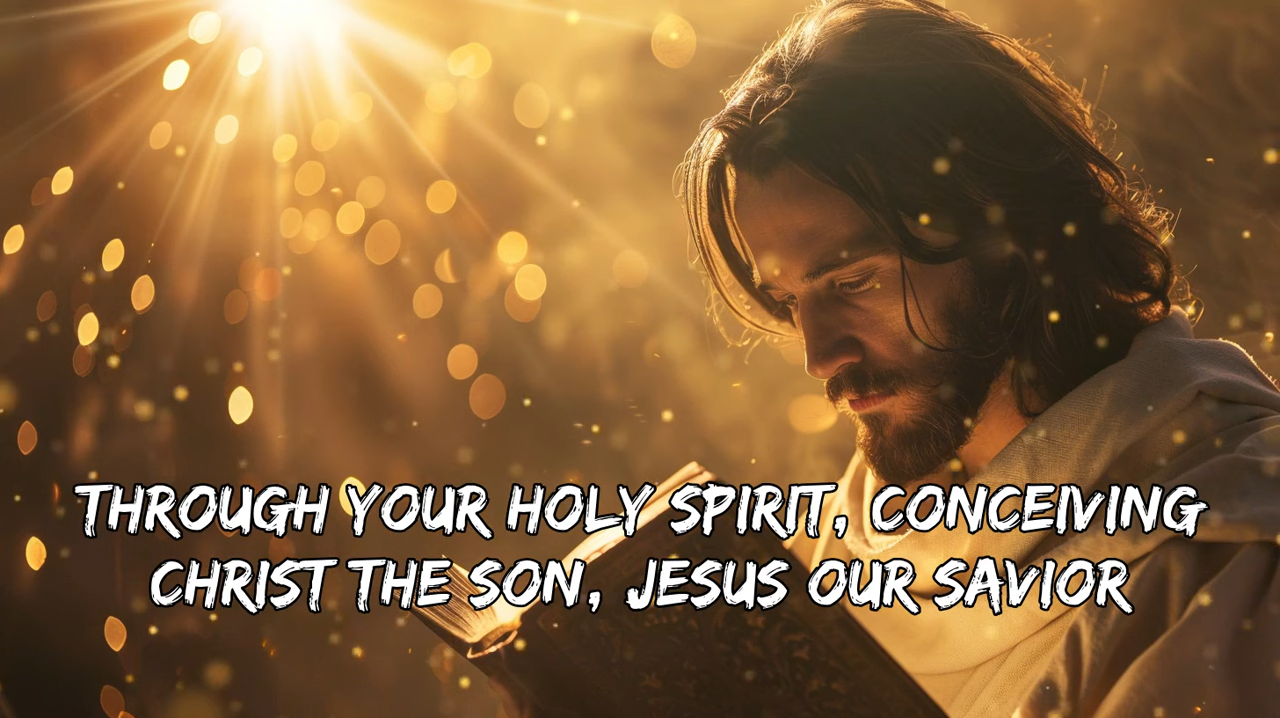 THROUGH YOUR HOLY SPIRIT, CONCEIVING
CHRIST THE SON, JESUS OUR SAVIOR